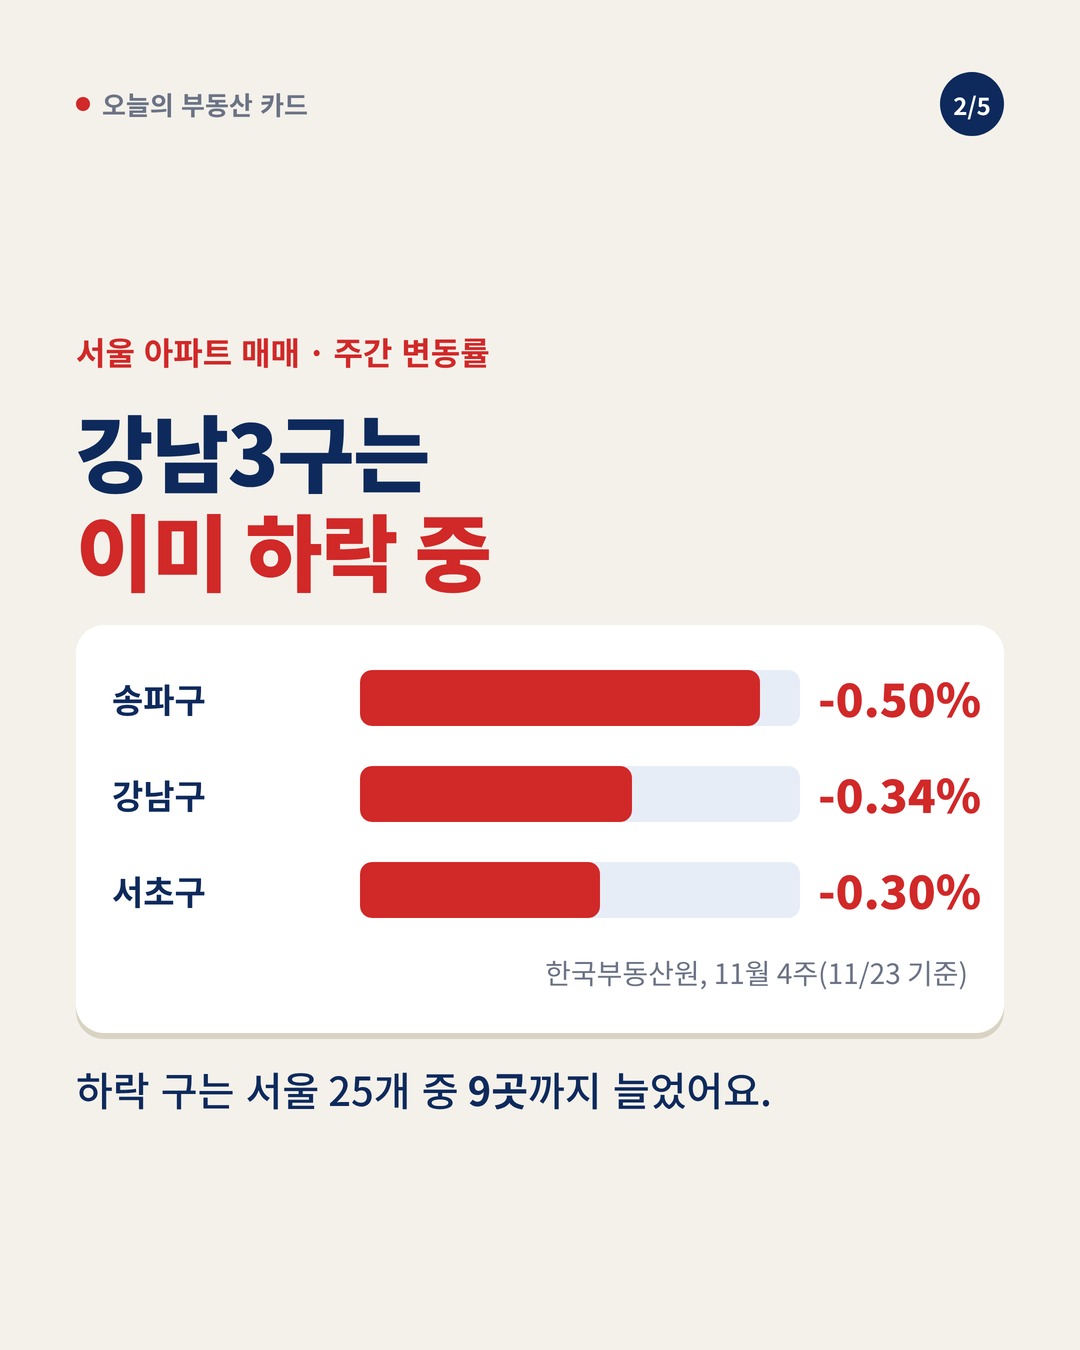 오늘의 부동산 카드
2/5
서울 아파트 매매 · 주간 변동률
강남3구는
이미 하락 중
송파구 -0.50%
강남구 -0.34%
서초구 -0.30%
한국부동산원, 11월 4주(11/23 기준)
하락 구는 서울 25개 중 9곳까지 늘었어요.